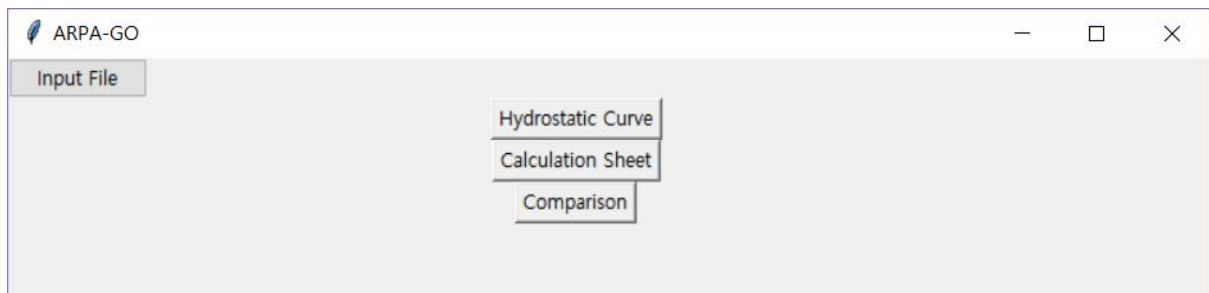 ARPA-GO
Input File
Hydrostatic Curve
Calculation Sheet
Comparison